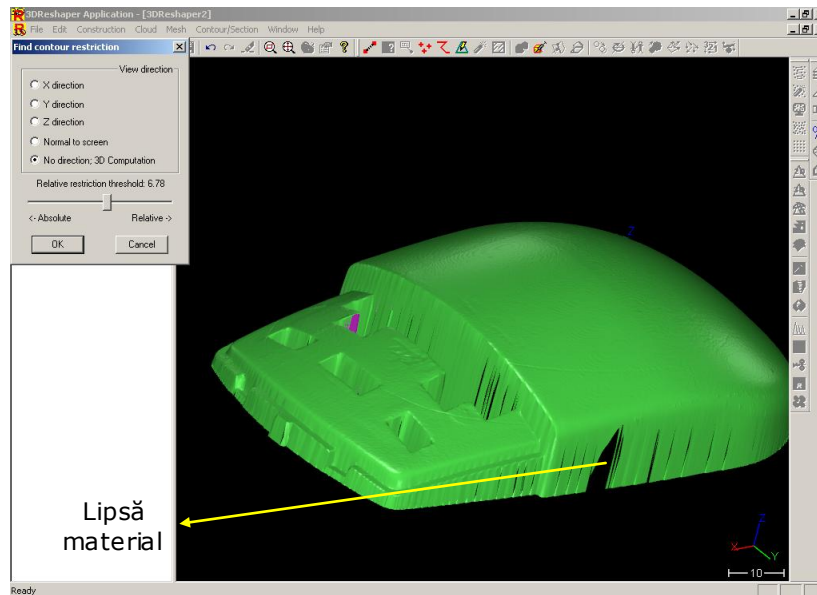 3DReshaper Application - [3DReshaper2]
File Edit Construction Cloud Mesh Contour/Section Window Help
Find contour restriction
View direction
X direction
Y direction
Z direction
Normal to screen
No direction; 3D Computation
Relative restriction threshold: 6.78
<- Absolute Relative ->
OK Cancel
Z
Lipsă
material
Z
X
Y
10
Ready